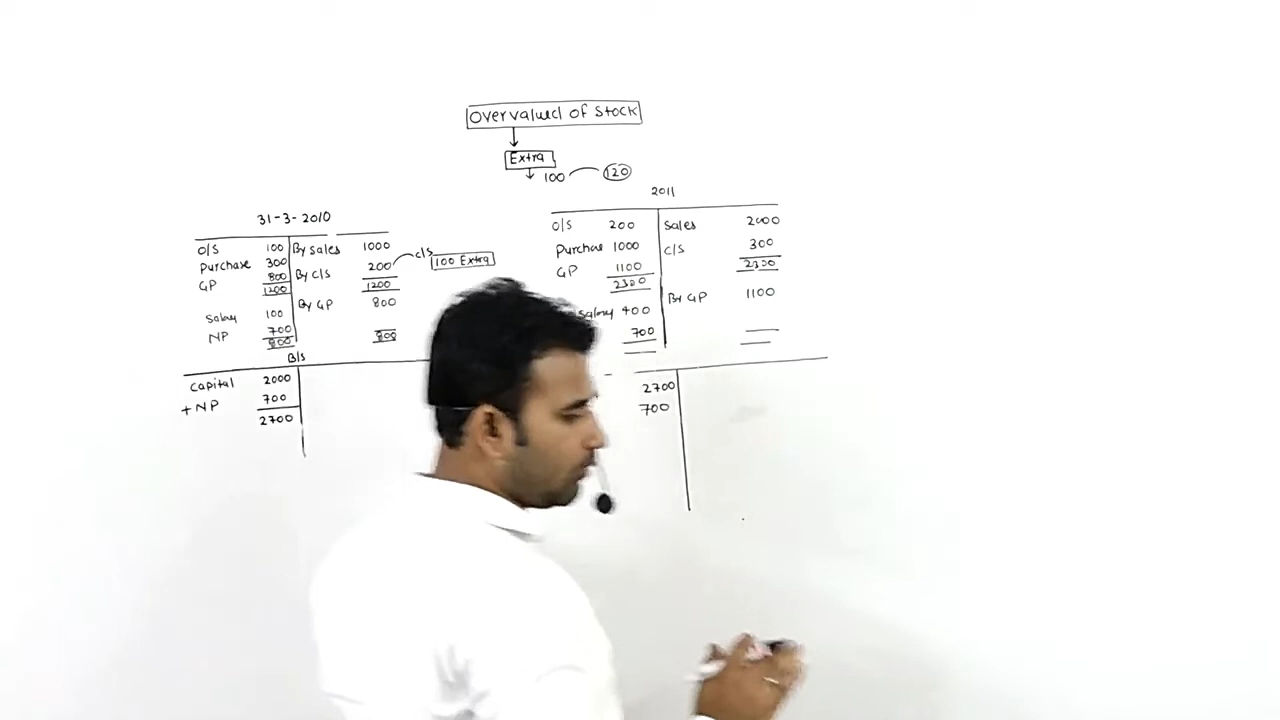 Overvalued of Stock
Extra
100 120
31-3-2010
O/S 100 By sales 1000
Purchase 300
GP 800 By C/S 200 C/S 100 Extra
1200 1200
By GP 800
Salary 100
NP 700
800 800
B/S
Capital 2000
+ NP 700
2700
2011
O/S 200 Sales 2000
Purchase 1000 C/S 300
GP 1100 2300
2300
By GP 1100
Salary 400
700
2700
700